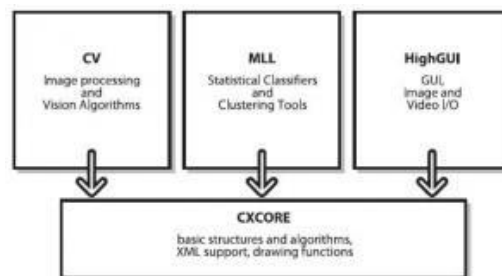 CV
Image processing
and
Vision Algorithms
MLL
Statistical Classifiers
and
Clustering Tools
HighGUI
GUI,
Image and
Video I/O
CXCORE
basic structures and algorithms,
XML support, drawing functions